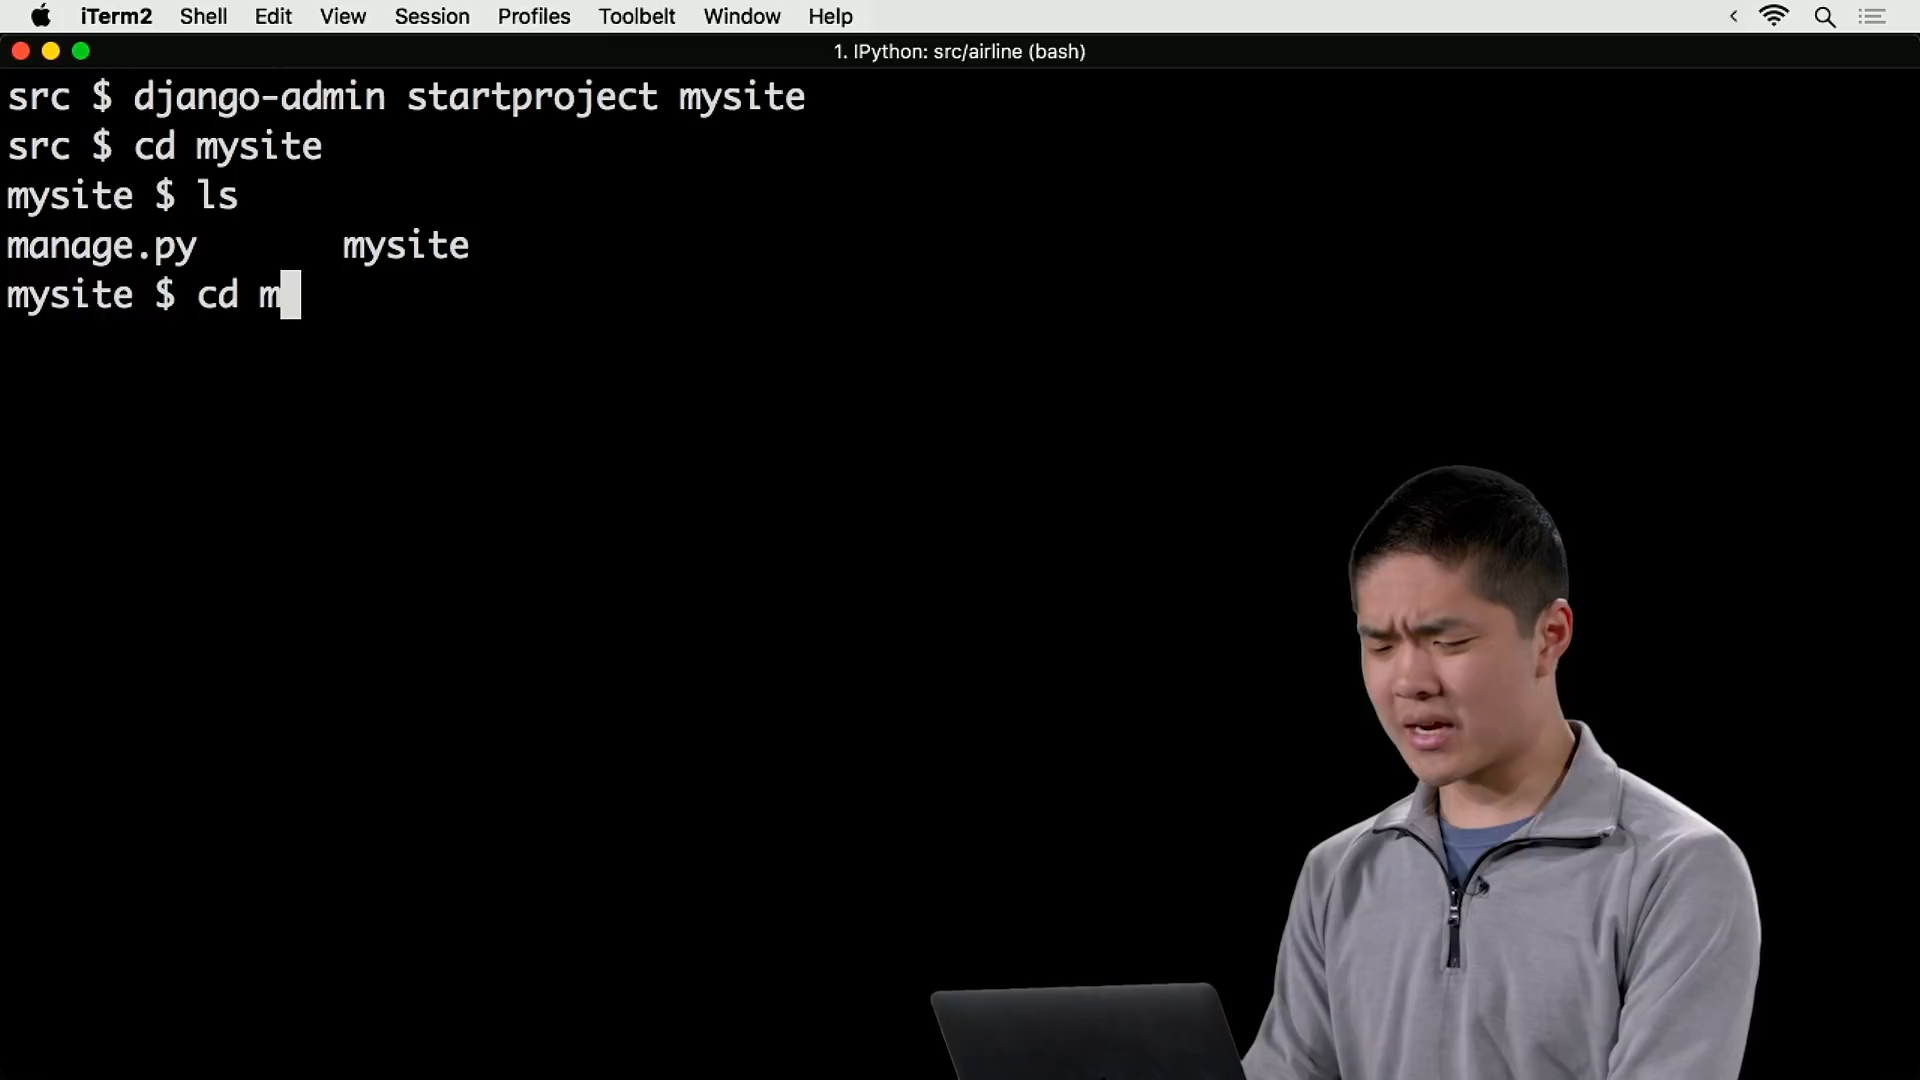 iTerm2 Shell Edit View Session Profiles Toolbelt Window Help
1. IPython: src/airline (bash)
src $ django-admin startproject mysite
src $ cd mysite
mysite $ ls
manage.py mysite
mysite $ cd m